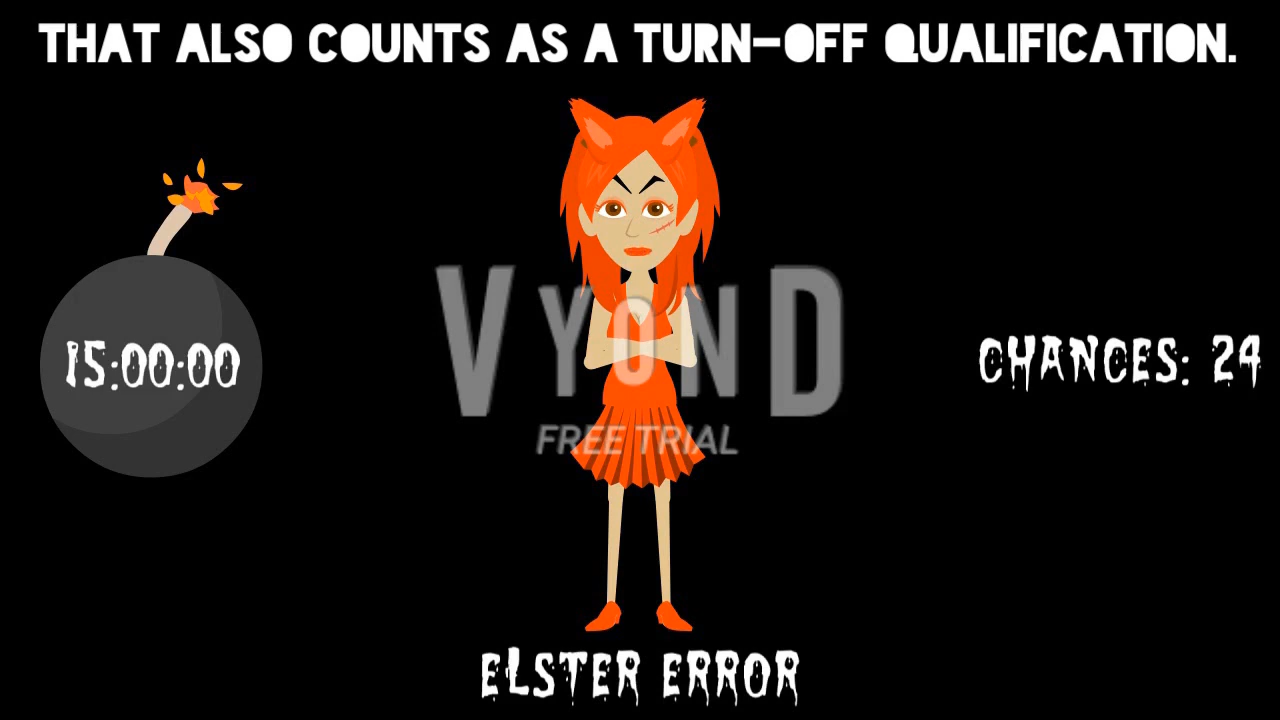 THAT ALSO COUNTS AS A TURN-OFF QUALIFICATION.
15:00:00
VYOND
FREE TRIAL
CHANCES: 24
ELSTER ERROR